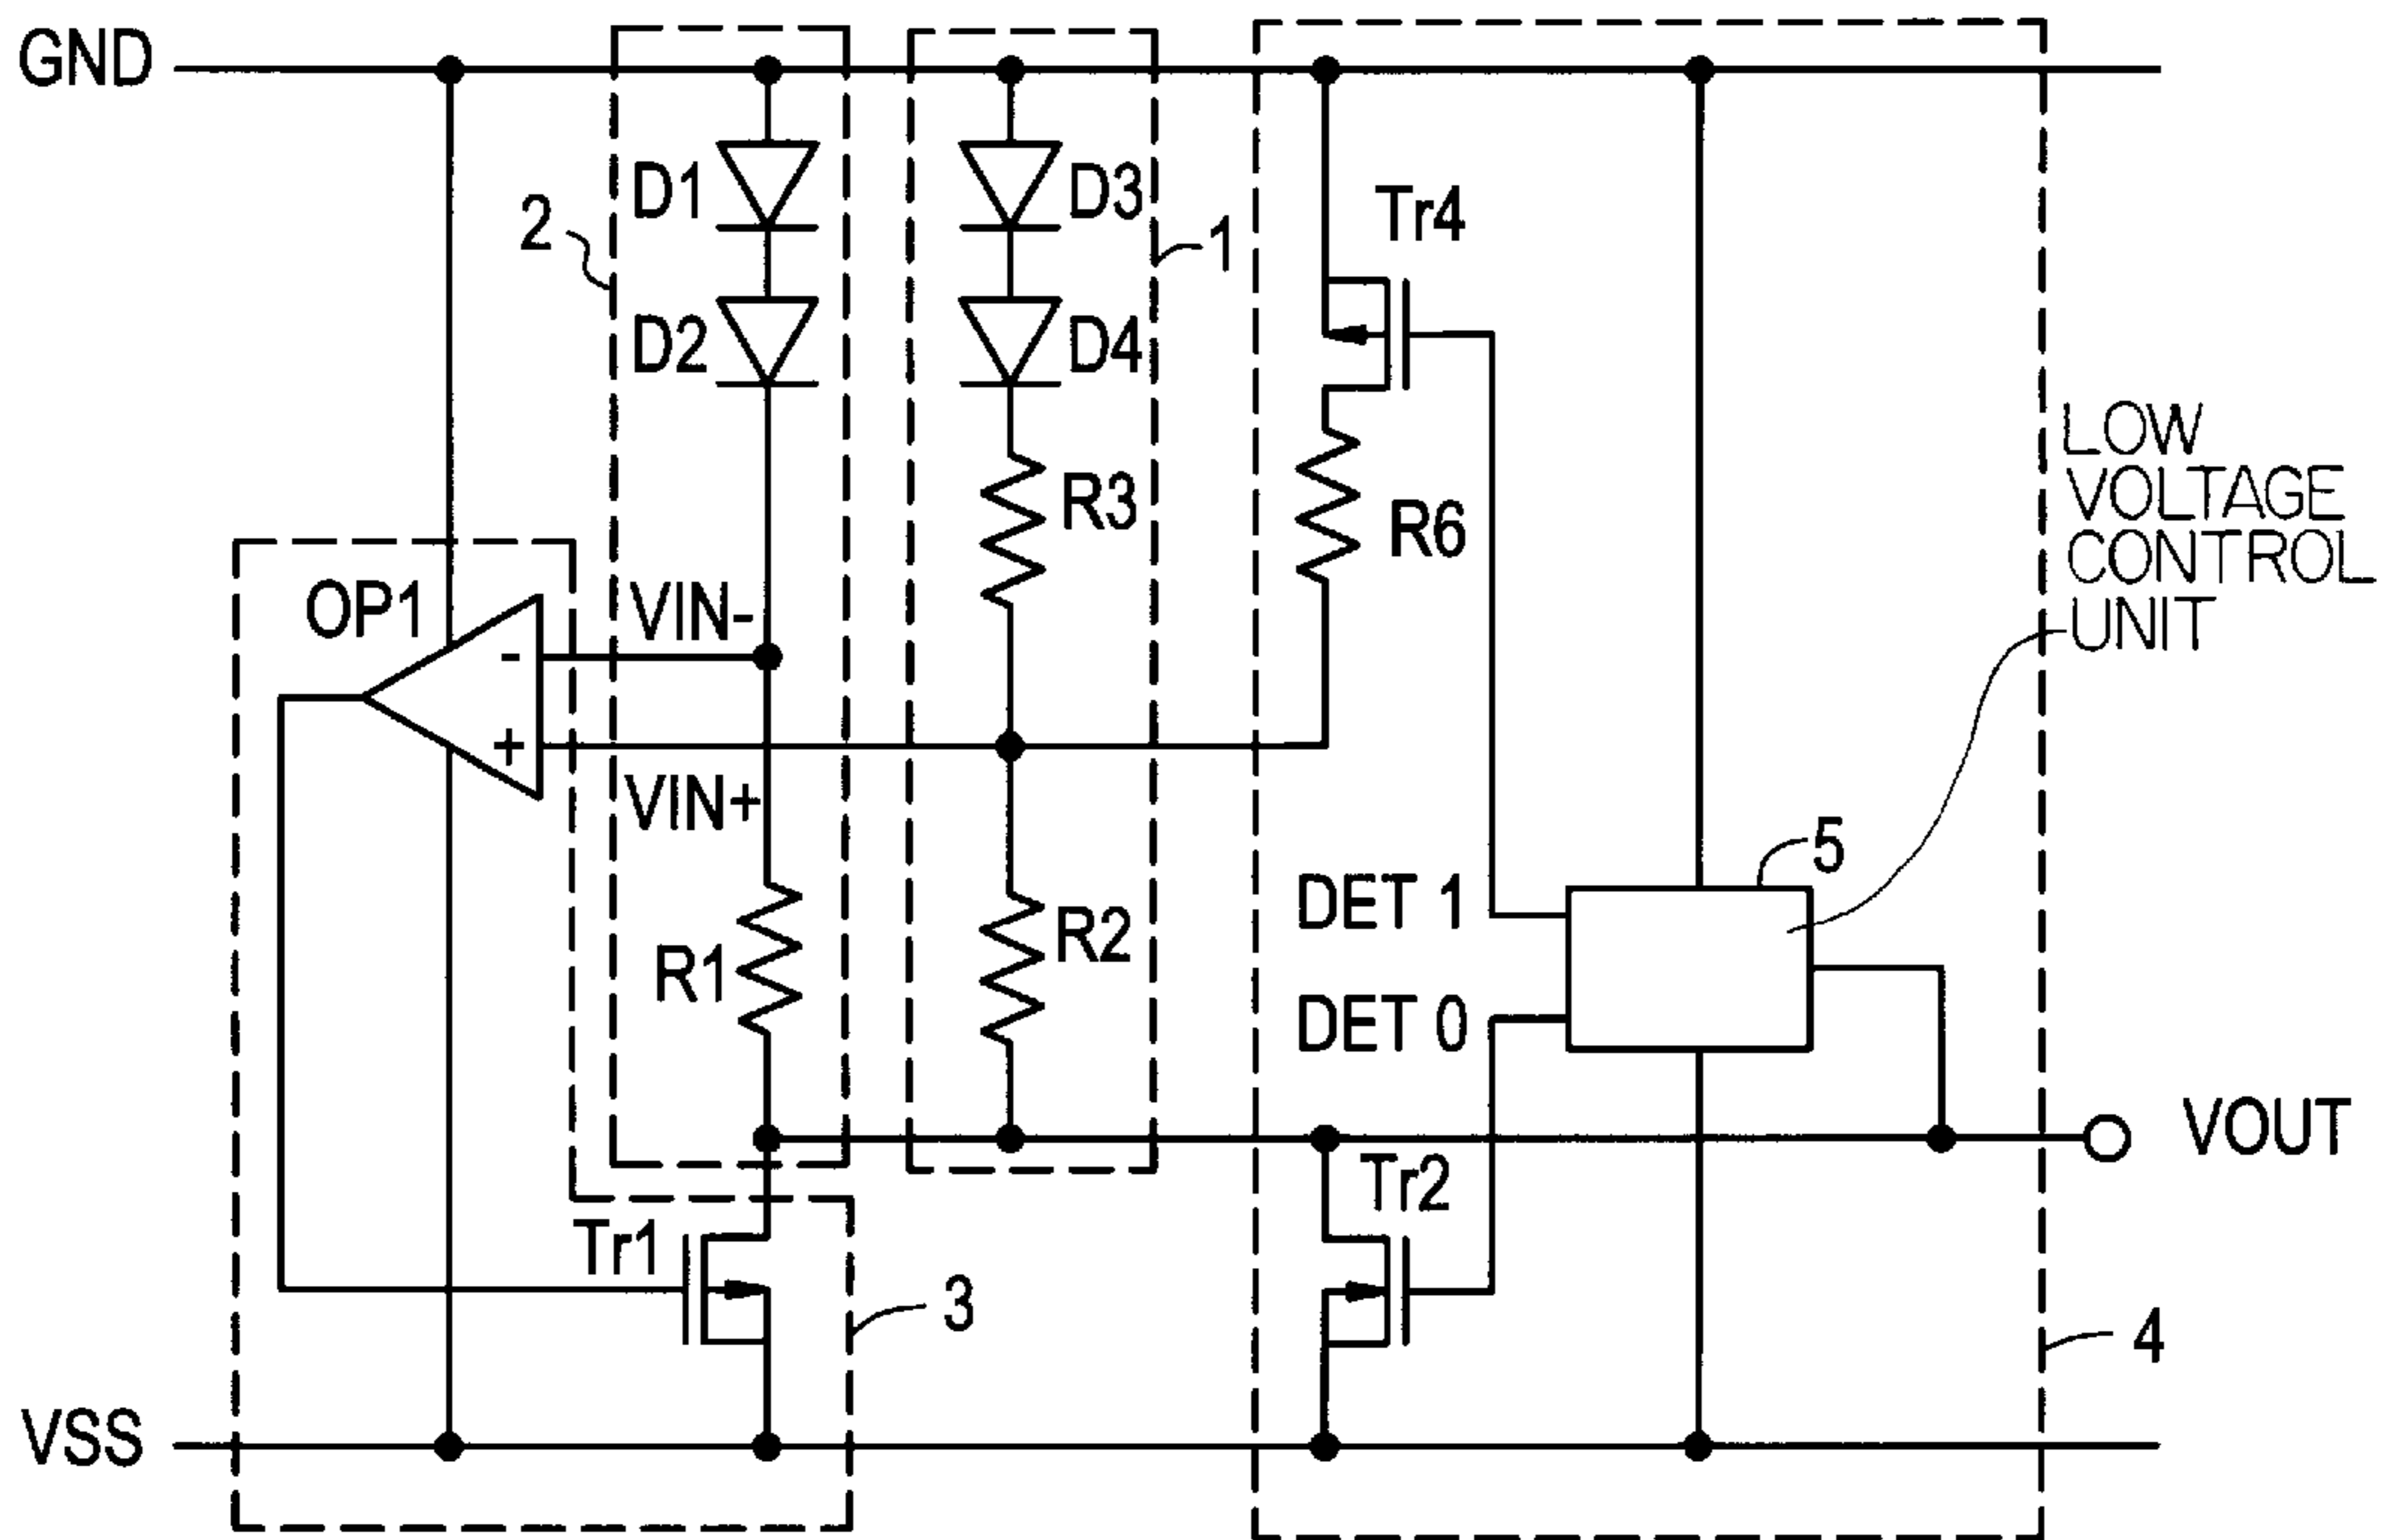 GND
D1
D3
Tr4
2
1
D2
D4
LOW
VOLTAGE
CONTROL
UNIT
R3
R6
OP1
VIN-
-
+
VIN+
5
DET 1
R2
R1
DET 0
VOUT
Tr2
Tr1
3
4
VSS